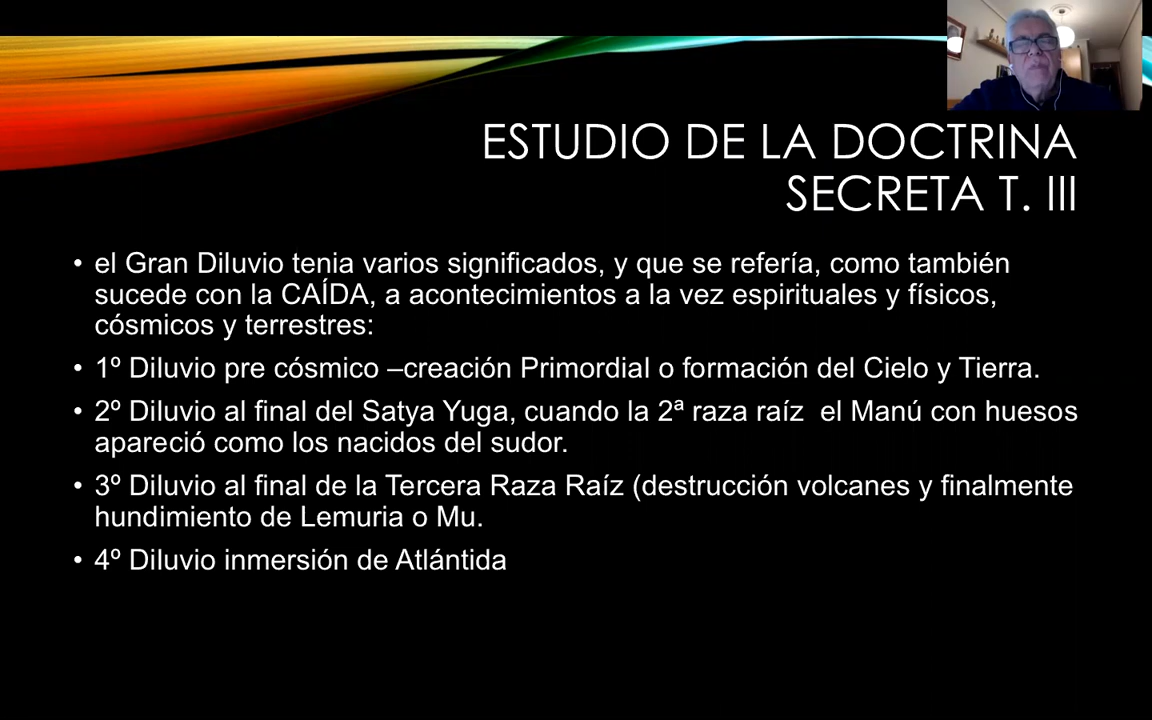 ESTUDIO DE LA DOCTRINA
SECRETA T. III
• el Gran Diluvio tenia varios significados, y que se refería, como también
sucede con la CAÍDA, a acontecimientos a la vez espirituales y físicos,
cósmicos y terrestres:
• 1º Diluvio pre cósmico –creación Primordial o formación del Cielo y Tierra.
• 2º Diluvio al final del Satya Yuga, cuando la 2ª raza raíz  el Manú con huesos
apareció como los nacidos del sudor.
• 3º Diluvio al final de la Tercera Raza Raíz (destrucción volcanes y finalmente
hundimiento de Lemuria o Mu.
• 4º Diluvio inmersión de Atlántida